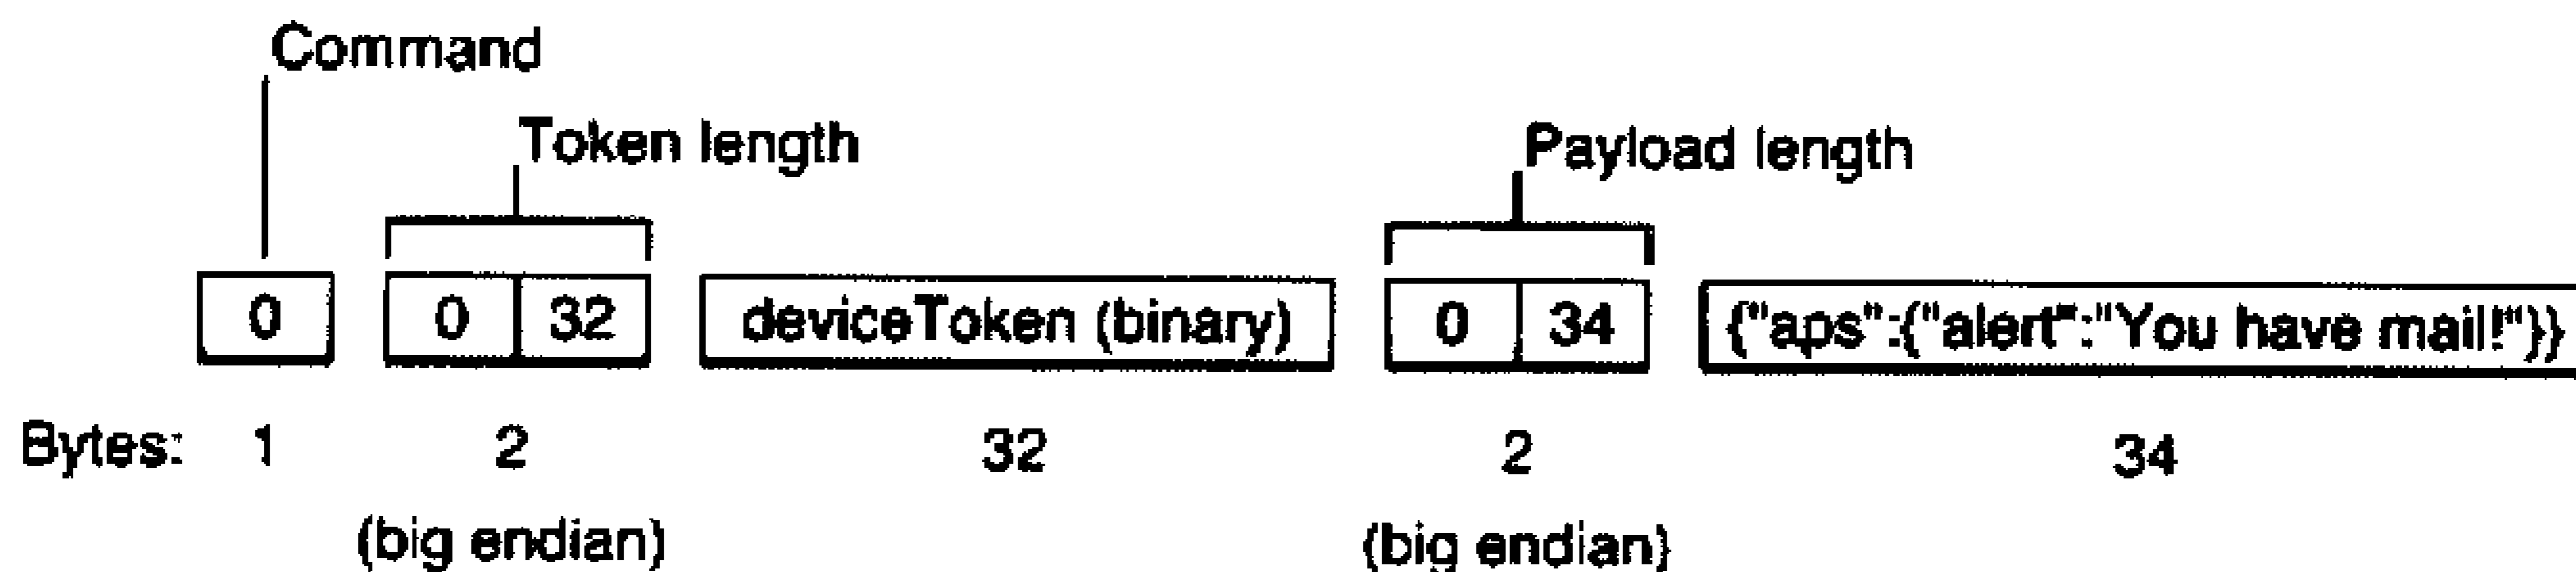 Command
Token length
Payload length
0 0 32 deviceToken (binary) 0 34 {"aps":{"alert":"You have mail!"}}
Bytes: 1 2 32 2 34
(big endian) (big endian)